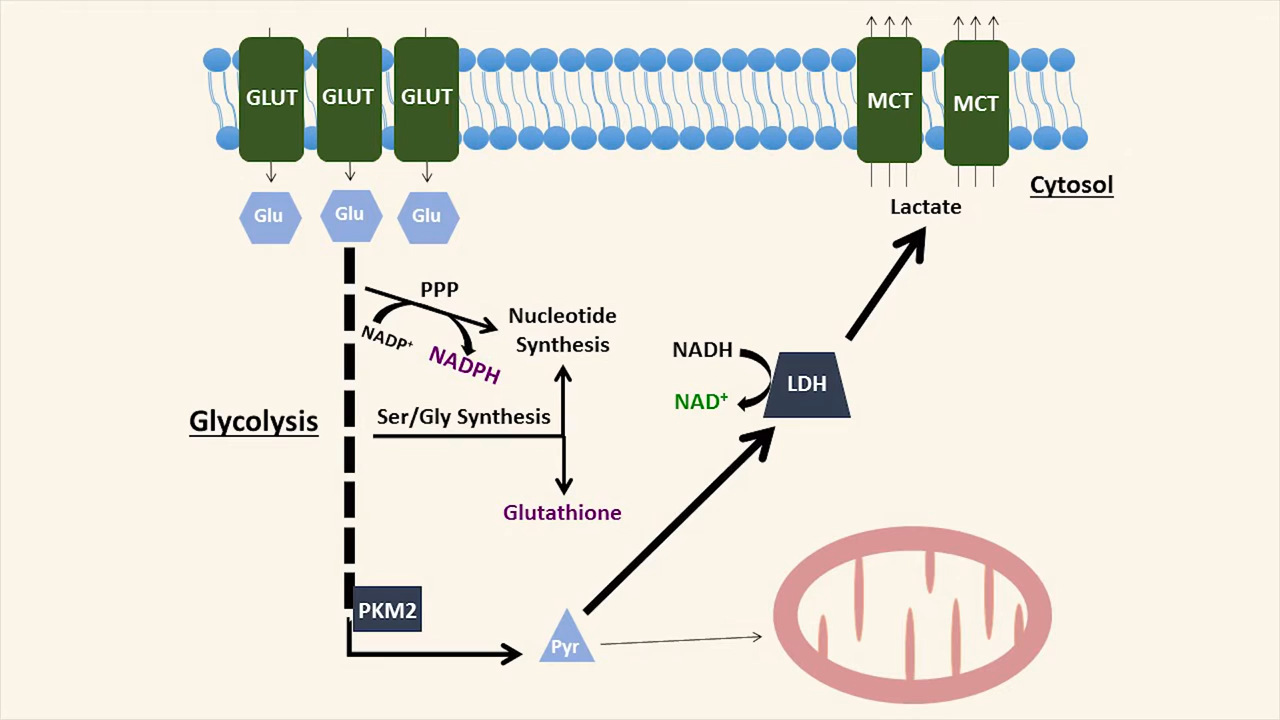 GLUT
GLUT
GLUT
MCT
MCT
Cytosol
Glu
Glu
Glu
Lactate
PPP
NADP⁺
NADPH
Nucleotide
Synthesis
NADH
NAD⁺
LDH
Glycolysis
Ser/Gly Synthesis
Glutathione
PKM2
Pyr